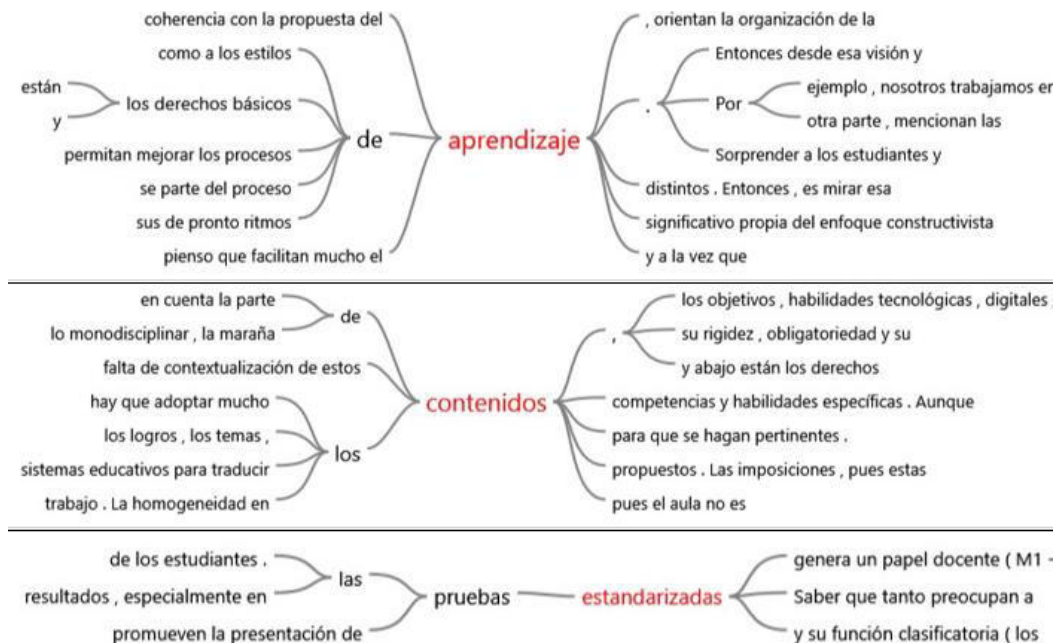 coherencia con la propuesta del
como a los estilos
están
y
los derechos básicos
permitan mejorar los procesos
se parte del proceso
sus de pronto ritmos
de
pienso que facilitan mucho el
aprendizaje
, orientan la organización de la
.
Entonces desde esa visión y
Por
ejemplo , nosotros trabajamos en
otra parte , mencionan las
Sorprender a los estudiantes y
distintos . Entonces , es mirar esa
significativo propia del enfoque constructivista
y a la vez que
en cuenta la parte
lo monodisciplinar , la maraña
de
falta de contextualización de estos
hay que adoptar mucho
los logros , los temas ,
sistemas educativos para traducir
trabajo . La homogeneidad en
los
contenidos
,
los objetivos , habilidades tecnológicas , digitales ,
su rigidez , obligatoriedad y su
y abajo están los derechos
competencias y habilidades específicas . Aunque
para que se hagan pertinentes .
propuestos . Las imposiciones , pues estas
pues el aula no es
de los estudiantes .
resultados , especialmente en
las
promueven la presentación de
pruebas
estandarizadas
genera un papel docente ( M1 -
Saber que tanto preocupan a
y su función clasificatoria ( los